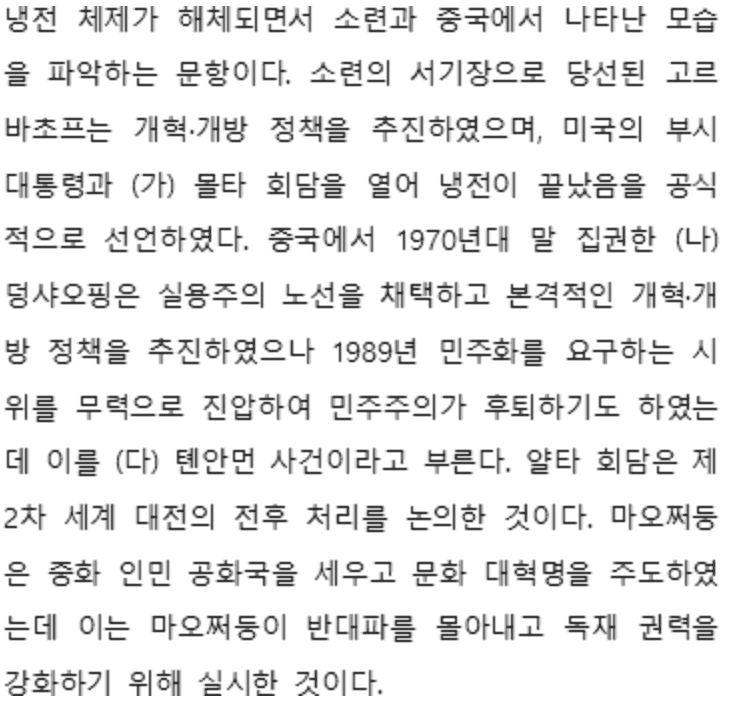 냉전 체제가 해체되면서 소련과 중국에서 나타난 모습
을 파악하는 문항이다. 소련의 서기장으로 당선된 고르
바초프는 개혁·개방 정책을 추진하였으며, 미국의 부시
대통령과 (가) 몰타 회담을 열어 냉전이 끝났음을 공식
적으로 선언하였다. 중국에서 1970년대 말 집권한 (나)
덩샤오핑은 실용주의 노선을 채택하고 본격적인 개혁·개
방 정책을 추진하였으나 1989년 민주화를 요구하는 시
위를 무력으로 진압하여 민주주의가 후퇴하기도 하였는
데 이를 (다) 톈안먼 사건이라고 부른다. 얄타 회담은 제
2차 세계 대전의 전후 처리를 논의한 것이다. 마오쩌둥
은 중화 인민 공화국을 세우고 문화 대혁명을 주도하였
는데 이는 마오쩌둥이 반대파를 몰아내고 독재 권력을
강화하기 위해 실시한 것이다.